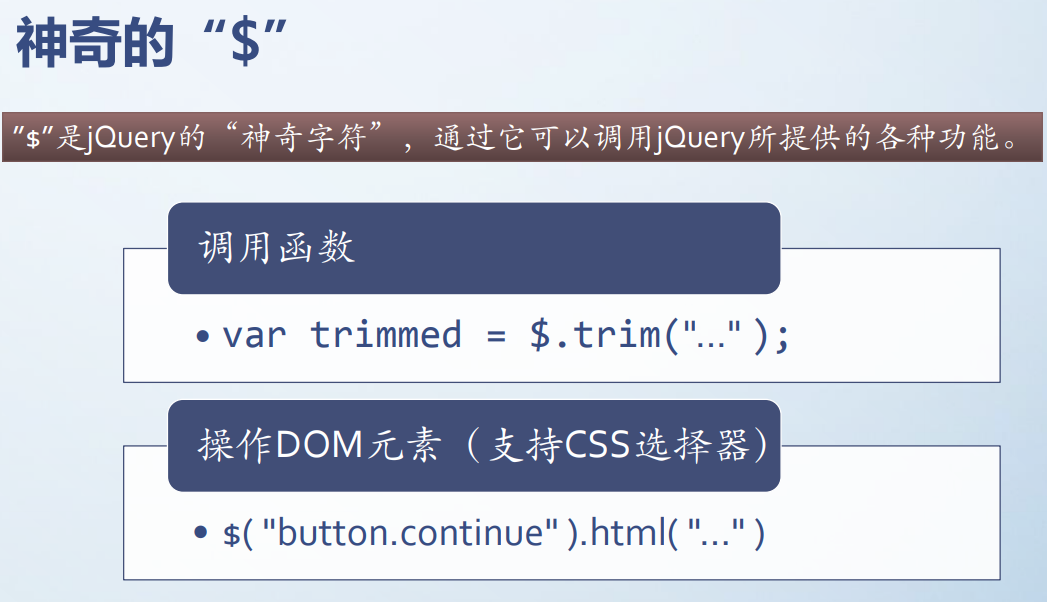 神奇的“$”
”$”是jQuery的“神奇字符”，通过它可以调用jQuery所提供的各种功能。
调用函数
• var trimmed = $.trim("…" );
操作DOM元素（支持CSS选择器）
• $( "button.continue" ).html( "…" )